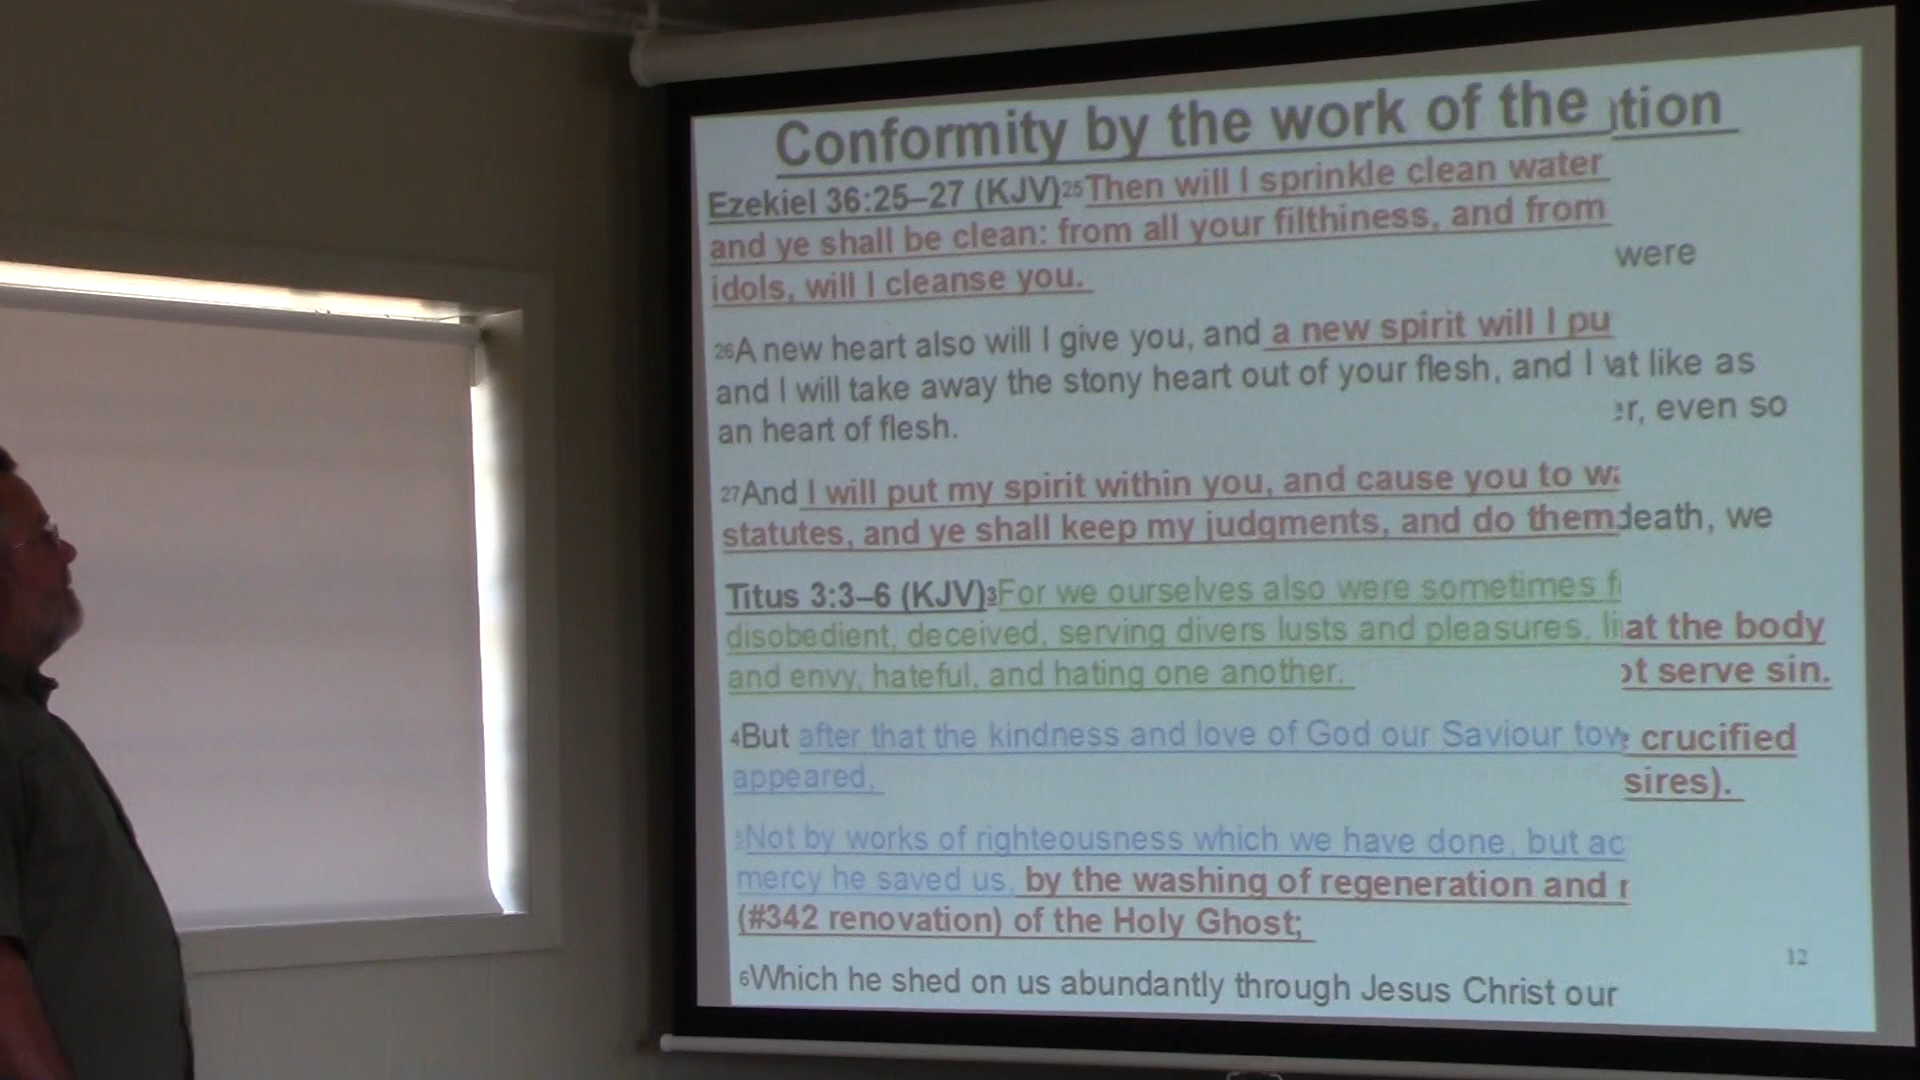 Conformity by the work of the tion
Ezekiel 36:25–27 (KJV)25Then will I sprinkle clean water
and ye shall be clean: from all your filthiness, and from
were
idols, will I cleanse you.
26A new heart also will I give you, and a new spirit will I pu
and I will take away the stony heart out of your flesh, and I at like as
an heart of flesh. er, even so
27And I will put my spirit within you, and cause you to wa
statutes, and ye shall keep my judgments, and do them death, we
Titus 3:3–6 (KJV)3For we ourselves also were sometimes f
disobedient, deceived, serving divers lusts and pleasures, li at the body
and envy, hateful, and hating one another. ot serve sin.
4But after that the kindness and love of God our Saviour tow crucified
appeared, sires).
5Not by works of righteousness which we have done, but ac
mercy he saved us, by the washing of regeneration and r
(#342 renovation) of the Holy Ghost;
12
6Which he shed on us abundantly through Jesus Christ our